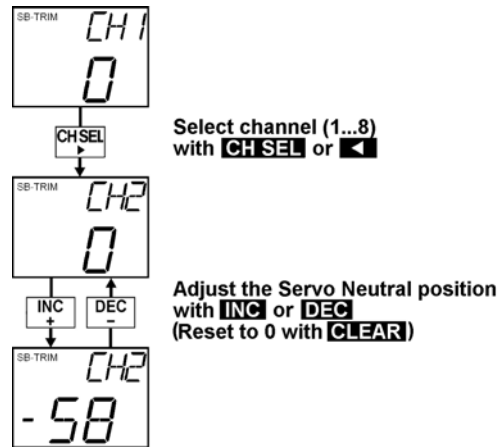 SB-TRIM CH1
0
CH SEL
Select channel (1...8)
with CH SEL or ◄
SB-TRIM CH2
0
INC
+
DEC
–
Adjust the Servo Neutral position
with INC or DEC
(Reset to 0 with CLEAR)
SB-TRIM CH2
-58